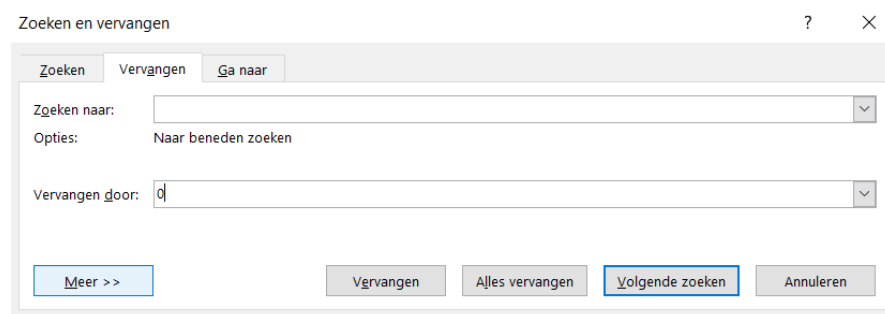 Zoeken en vervangen ?
Zoeken Vervangen Ga naar
Zoeken naar:
Opties: Naar beneden zoeken
Vervangen door: 0
Meer >> Vervangen Alles vervangen Volgende zoeken Annuleren